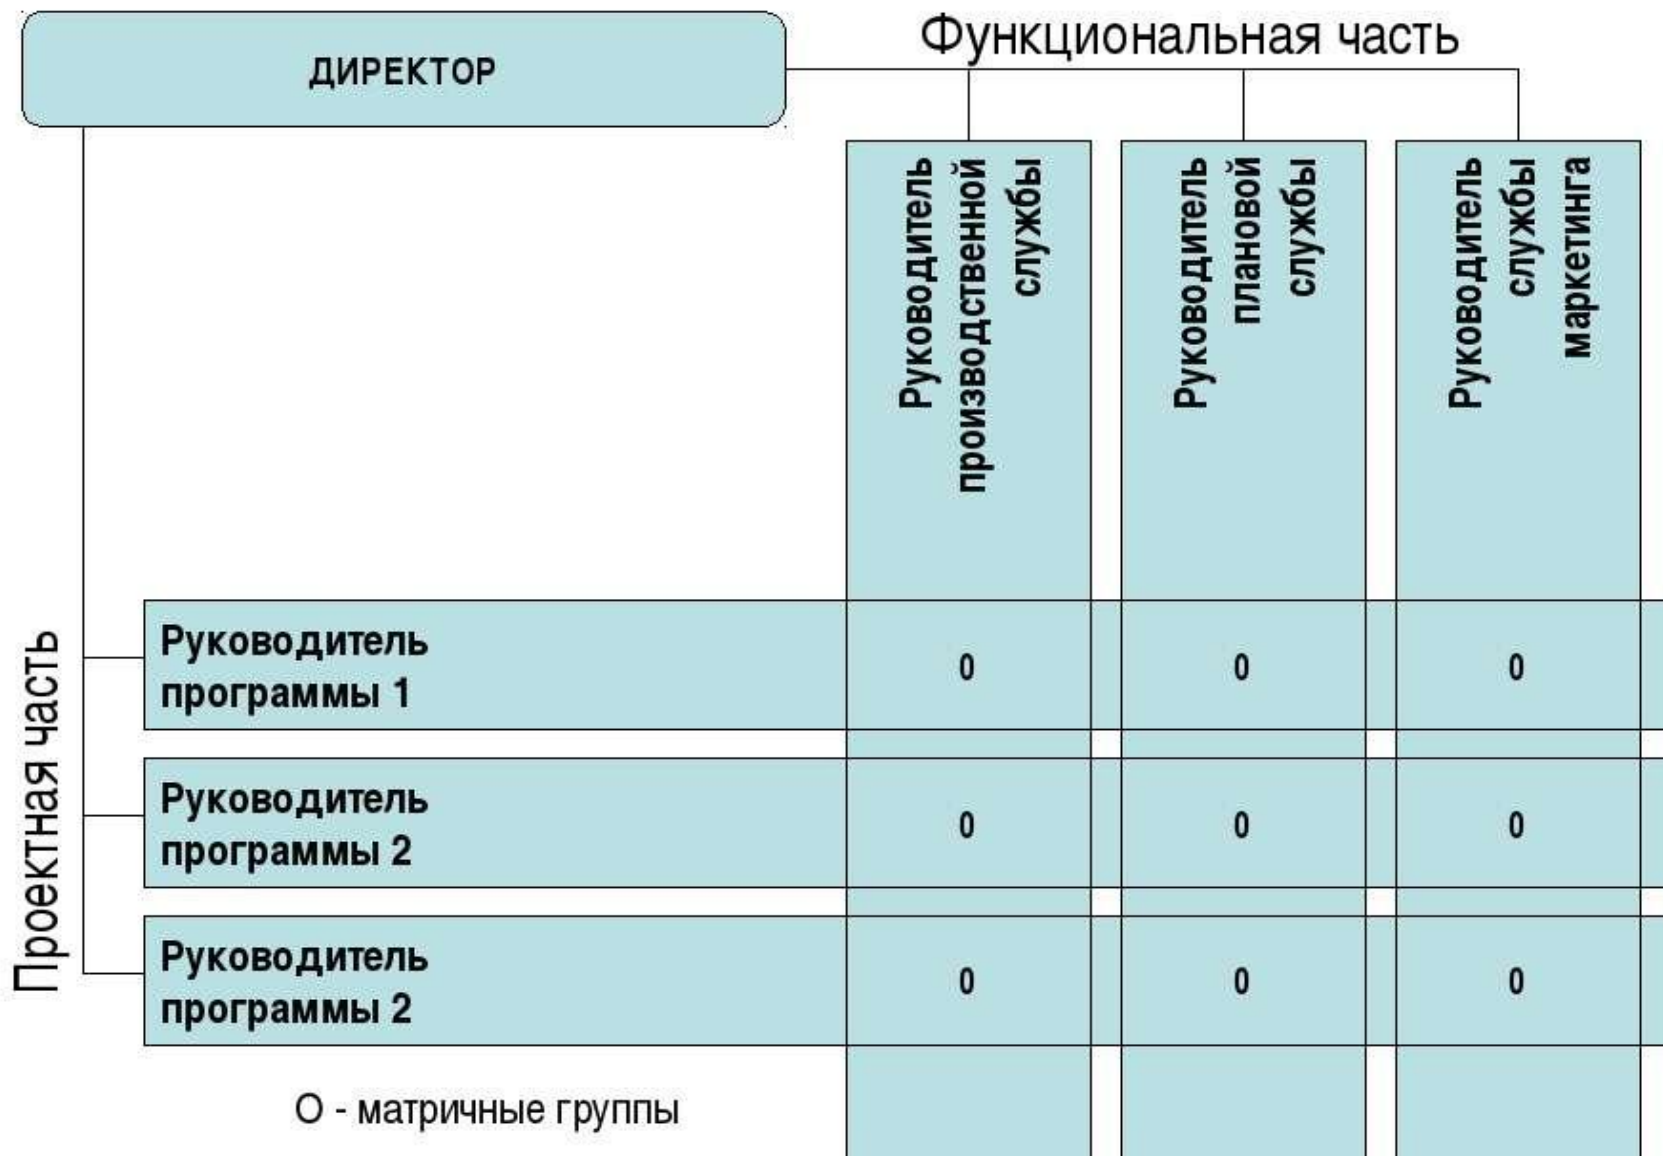 ДИРЕКТОР
Функциональная часть
Руководитель
производственной
службы
Руководитель
плановой
службы
Руководитель
службы
маркетинга
Проектная часть
Руководитель
программы 1
0 0 0
Руководитель
программы 2
0 0 0
Руководитель
программы 2
0 0 0
О - матричные группы